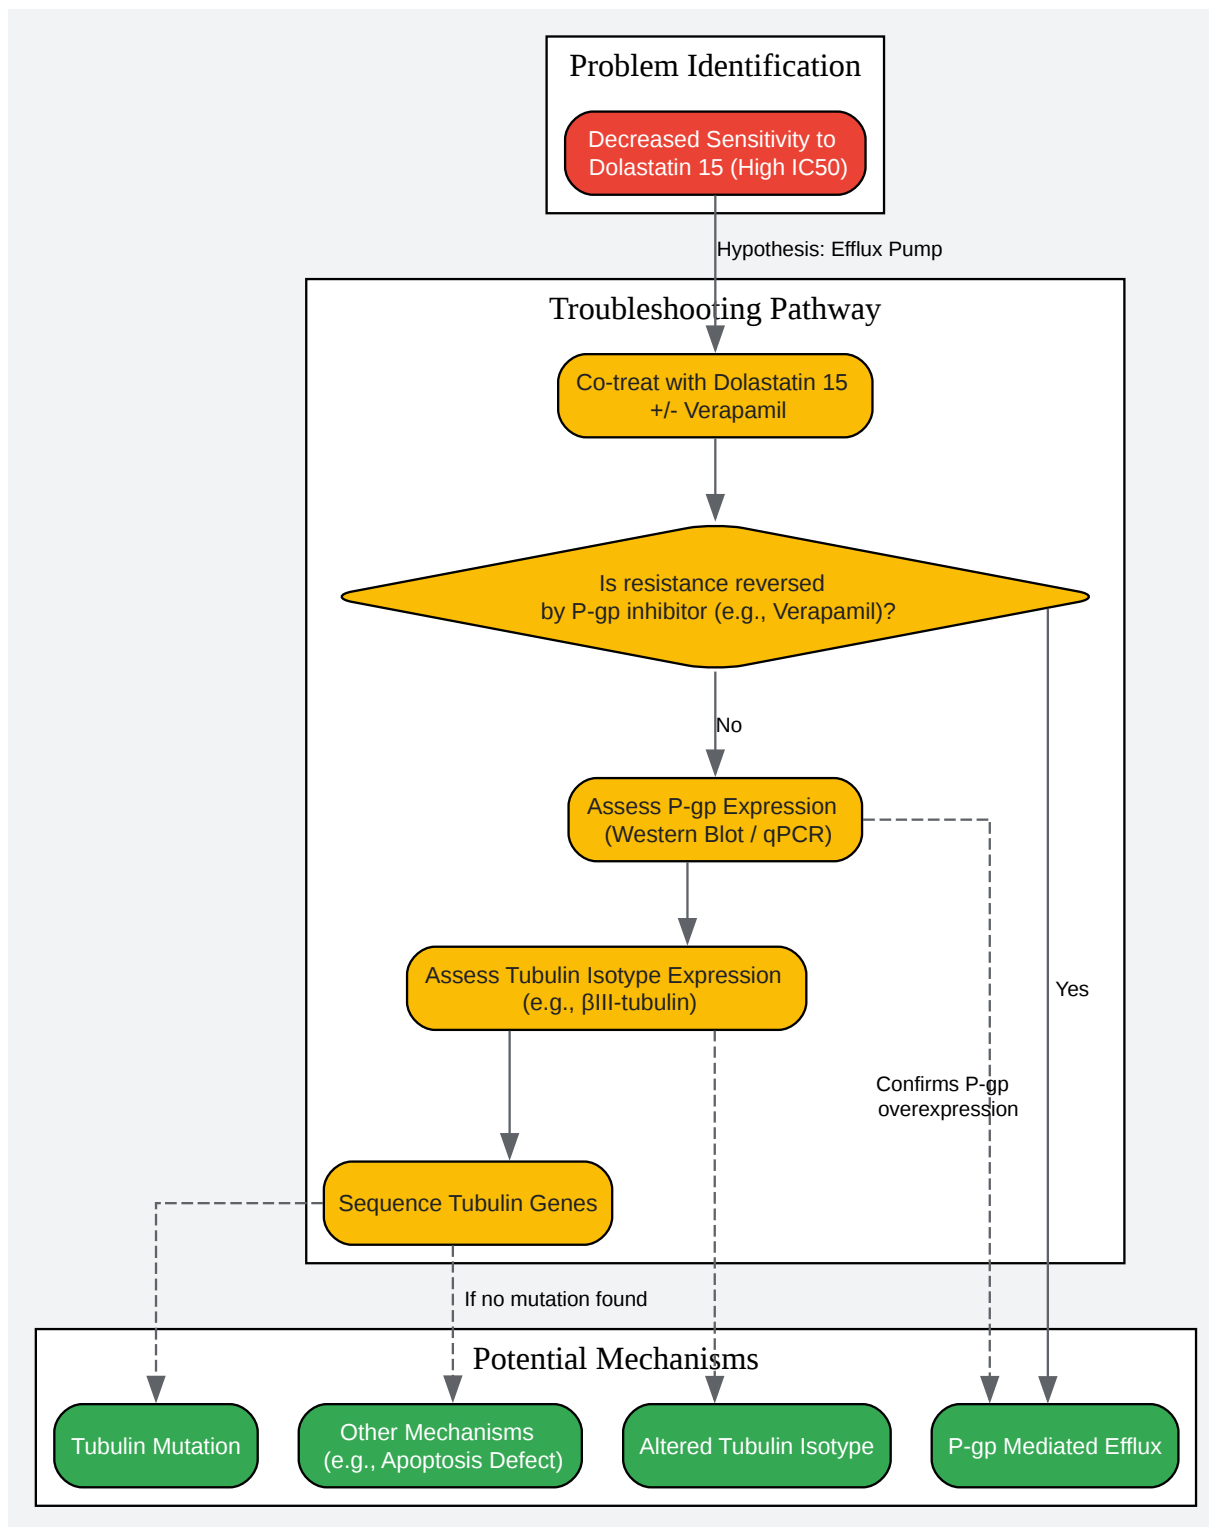 Problem Identification
Decreased Sensitivity to
Dolastatin 15 (High IC50)
Hypothesis: Efflux Pump
Troubleshooting Pathway
Co-treat with Dolastatin 15
+/- Verapamil
Is resistance reversed
by P-gp inhibitor (e.g., Verapamil)?
No
Assess P-gp Expression
(Western Blot / qPCR)
Assess Tubulin Isotype Expression
(e.g., βIII-tubulin)
Yes
Confirms P-gp
overexpression
Sequence Tubulin Genes
If no mutation found
Potential Mechanisms
Tubulin Mutation
Other Mechanisms
(e.g., Apoptosis Defect)
Altered Tubulin Isotype
P-gp Mediated Efflux